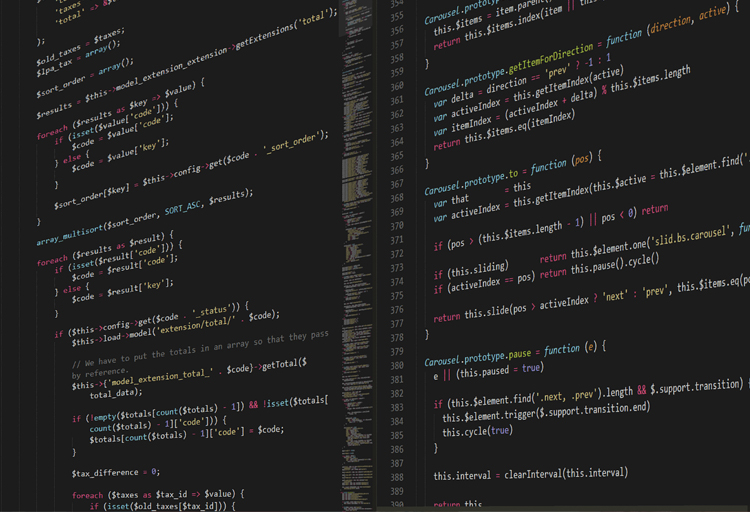 'taxes
'total' => &$
);
$old_taxes = $taxes;
$lpa_tax = array();
$sort_order = array();
$results = $this->model_extension_extension->getExtensions('total');
foreach ($results as $key => $value) {
if (isset($value['code'])) {
$code = $value['code'];
} else {
$code = $value['key'];
}
$sort_order[$key] = $this->config->get($code . '_sort_order');
}
array_multisort($sort_order, SORT_ASC, $results);
foreach ($results as $result) {
if (isset($result['code'])) {
$code = $result['code'];
} else {
$code = $result['key'];
}
if ($this->config->get($code . '_status')) {
$this->load->model('extension/total/' . $code);
// We have to put the totals in an array so that they pass
by reference.
$this->{'model_extension_total_' . $code}->getTotal($
total_data);
if (!empty($totals[count($totals) - 1]) && !isset($totals[
count($totals) - 1]['code'])) {
$totals[count($totals) - 1]['code'] = $code;
}
$tax_difference = 0;
foreach ($taxes as $tax_id => $value) {
if (isset($old_taxes[$tax_id])) {
354 Carousel.prototype.
355 this.$items = item.parent(
356 return this.$items.index(item || this
357 }
358
359 Carousel.prototype.getItemForDirection = function (direction, active) {
360 var delta = direction == 'prev' ? -1 : 1
361 var activeIndex = this.getItemIndex(active)
362 var itemIndex = (activeIndex + delta) % this.$items.length
363 return this.$items.eq(itemIndex)
364
365 }
366
367 Carousel.prototype.to = function (pos) {
368 var that = this
369 var activeIndex = this.getItemIndex(this.$active = this.$element.find('.
370
371 if (pos > (this.$items.length - 1) || pos < 0) return
372
373 if (this.sliding) return this.$element.one('slid.bs.carousel', fu
374 if (activeIndex == pos) return this.pause().cycle()
375
376 return this.slide(pos > activeIndex ? 'next' : 'prev', this.$items.eq(po
377
378 }
379
380 Carousel.prototype.pause = function (e) {
381 e || (this.paused = true)
382
383 if (this.$element.find('.next, .prev').length && $.support.transition) {
384 this.$element.trigger($.support.transition.end)
385 this.cycle(true)
386 }
387
388 this.interval = clearInterval(this.interval)
389
390 return this